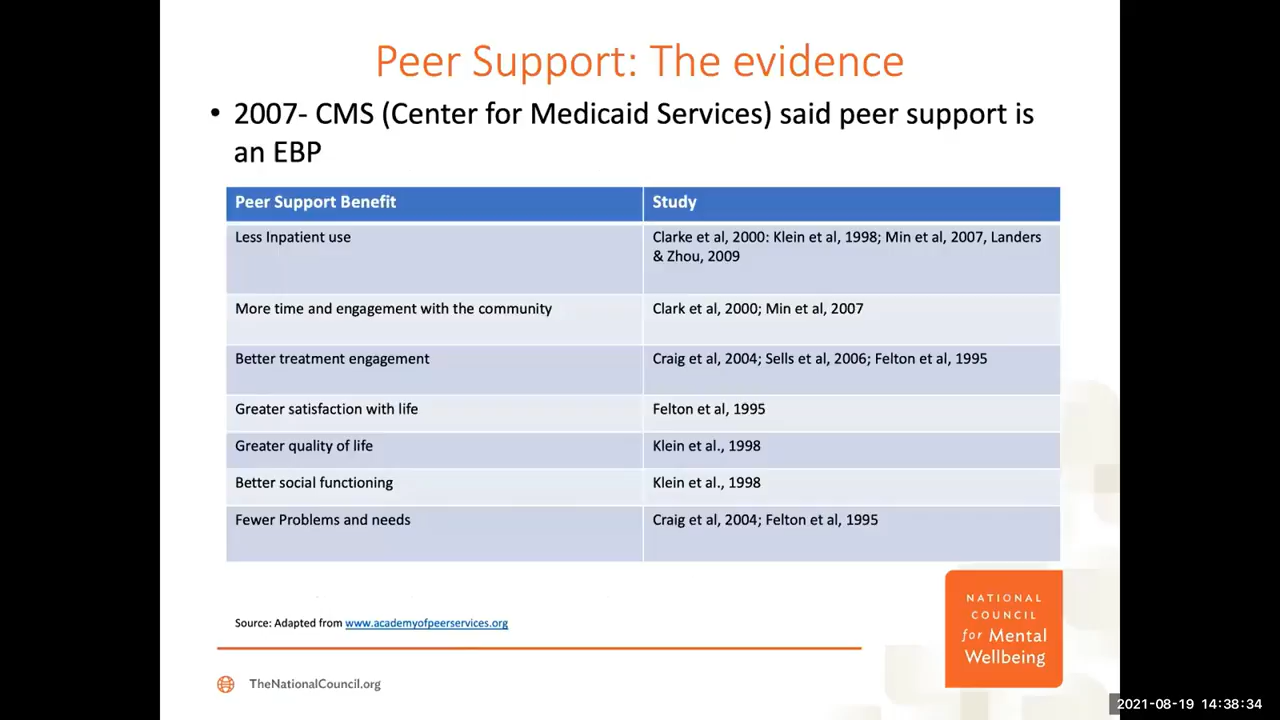 Peer Support: The evidence
• 2007- CMS (Center for Medicaid Services) said peer support is
an EBP
Peer Support Benefit
Study
Less Inpatient use
Clarke et al, 2000: Klein et al, 1998; Min et al, 2007, Landers
& Zhou, 2009
More time and engagement with the community
Clark et al, 2000; Min et al, 2007
Better treatment engagement
Craig et al, 2004; Sells et al, 2006; Felton et al, 1995
Greater satisfaction with life
Felton et al, 1995
Greater quality of life
Klein et al., 1998
Better social functioning
Klein et al., 1998
Fewer Problems and needs
Craig et al, 2004; Felton et al, 1995
Source: Adapted from www.academyofpeerservices.org
NATIONAL
COUNCIL
for Mental
Wellbeing
TheNationalCouncil.org
2021-08-19 14:38:34